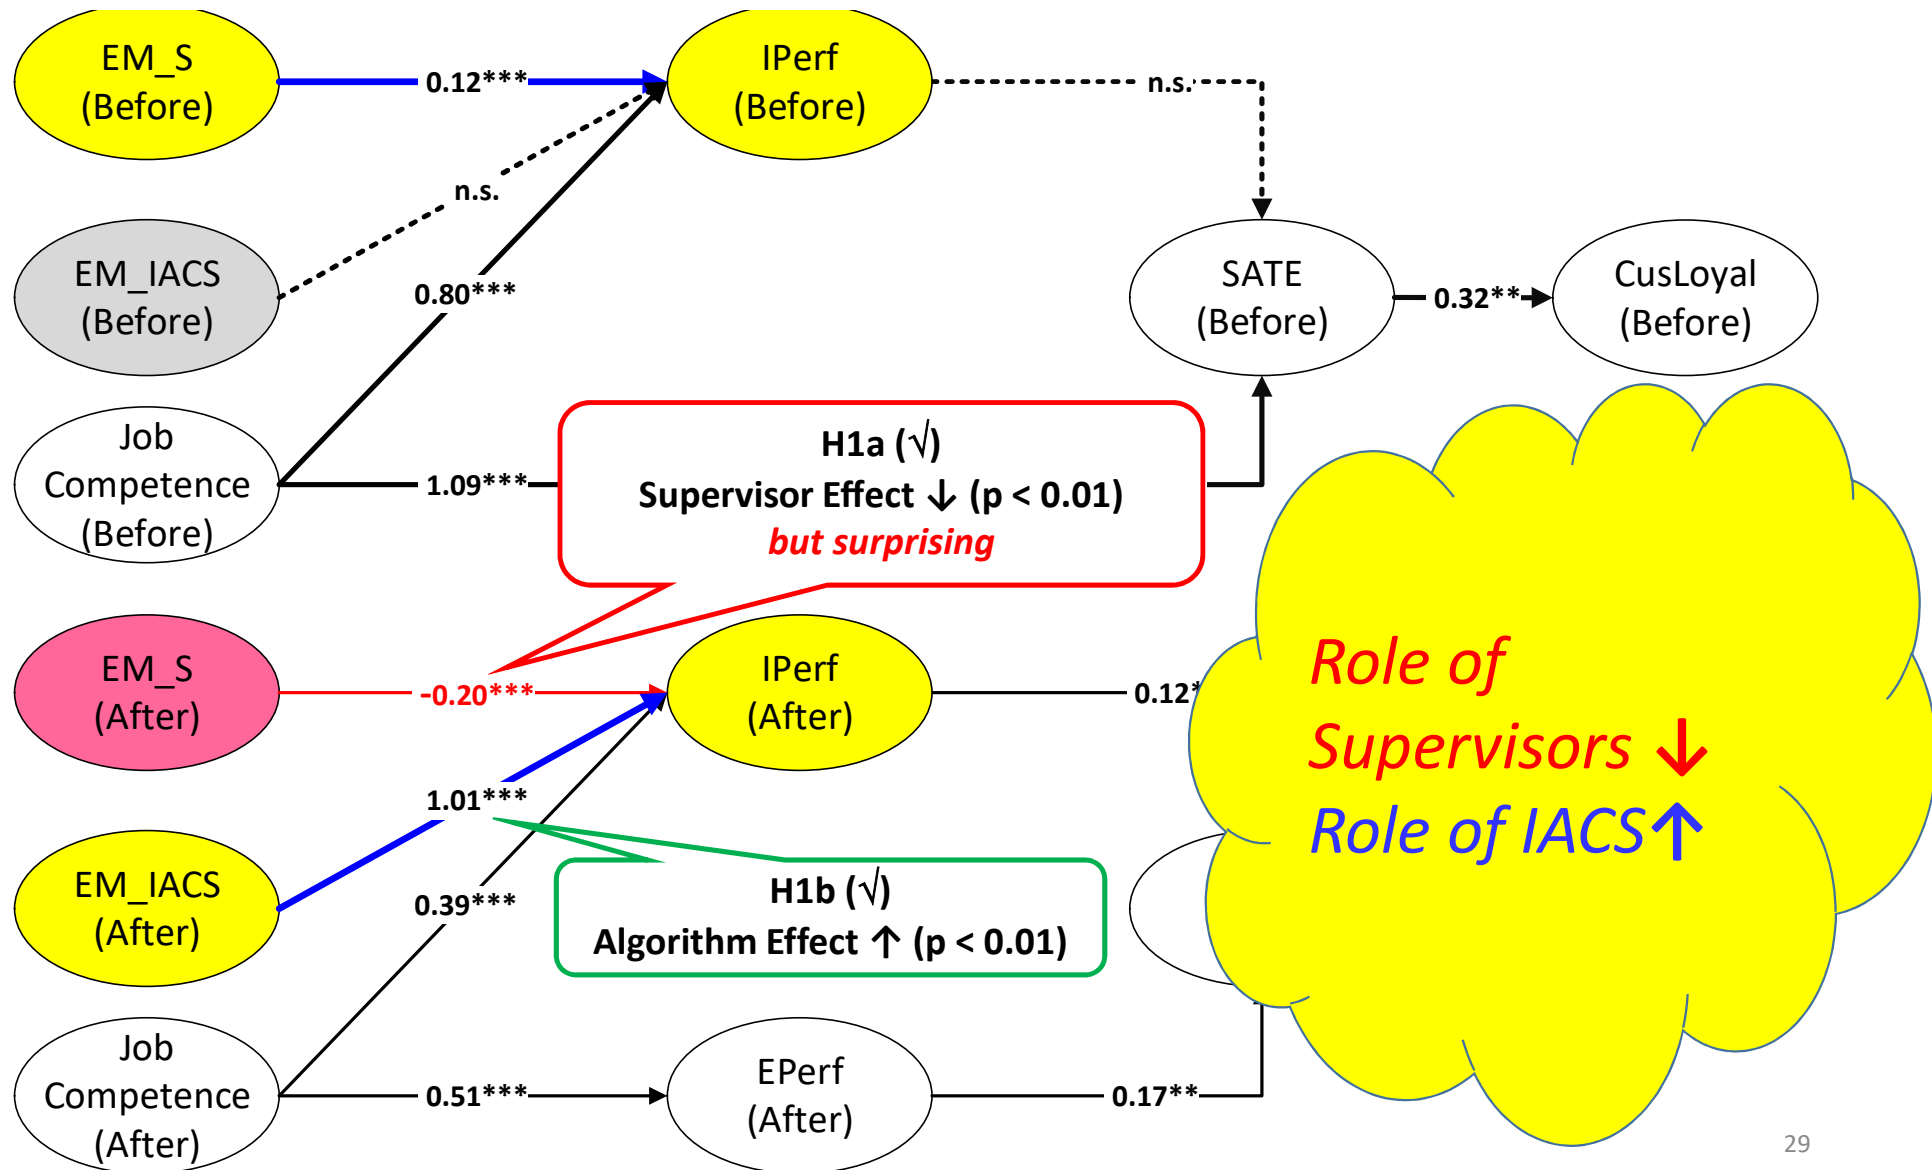 EM_S
(Before)
0.12***
IPerf
(Before)
n.s.
n.s.
EM_IACS
(Before)
0.80***
SATE
(Before)
0.32**
CusLoyal
(Before)
Job
Competence
(Before)
1.09***
H1a (√)
Supervisor Effect ↓ (p < 0.01)
but surprising
EM_S
(After)
-0.20***
IPerf
(After)
0.12*
Role of
Supervisors ↓
Role of IACS↑
1.01***
EM_IACS
(After)
0.39***
H1b (√)
Algorithm Effect ↑ (p < 0.01)
Job
Competence
(After)
0.51***
EPerf
(After)
0.17**
29